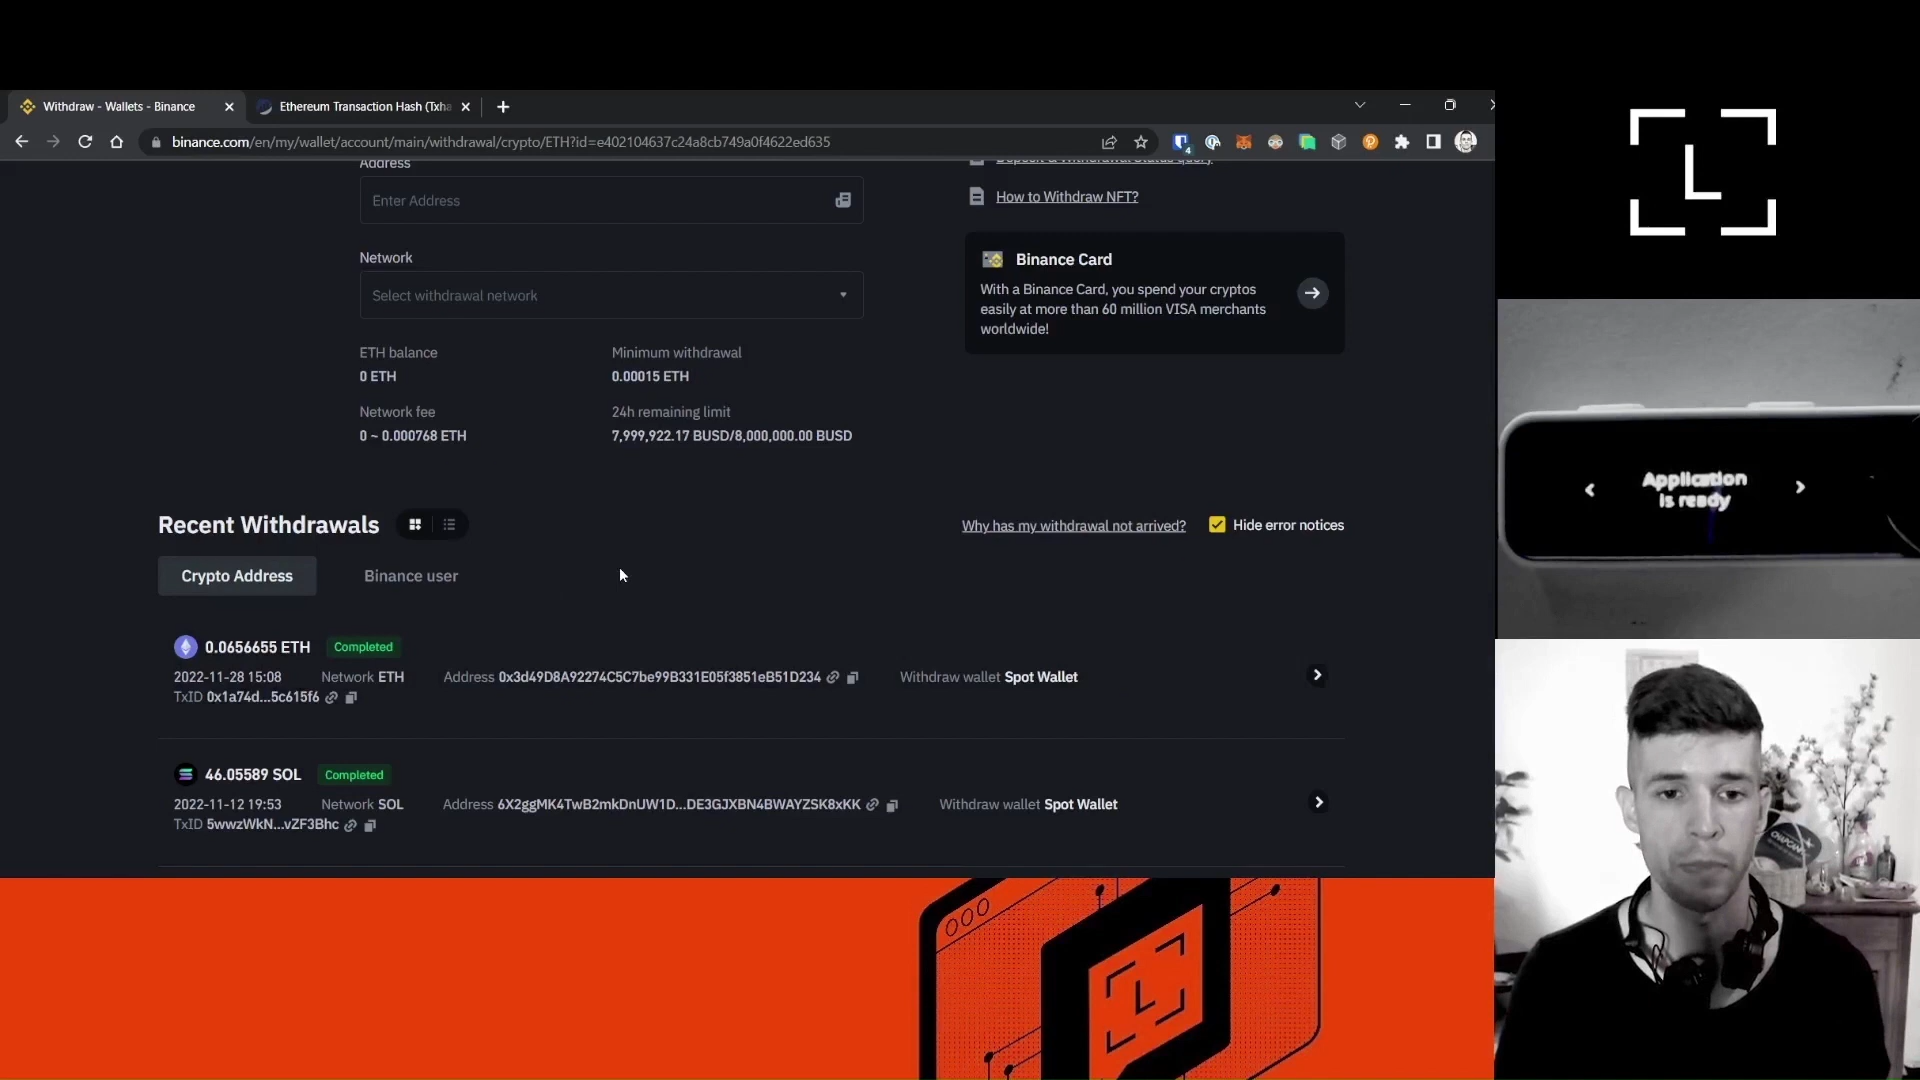 Withdraw - Wallets - Binance
Ethereum Transaction Hash (Txha
binance.com/en/my/wallet/account/main/withdrawal/crypto/ETH?id=e402104637c24a8cb749a0f4622ed635
4
Address
Enter Address
Network
Select withdrawal network
ETH balance
0 ETH
Minimum withdrawal
0.00015 ETH
Network fee
0 ~ 0.000768 ETH
24h remaining limit
7,999,922.17 BUSD/8,000,000.00 BUSD
Deposit & Withdrawal Status query
How to Withdraw NFT?
Binance Card
With a Binance Card, you spend your cryptos
easily at more than 60 million VISA merchants
worldwide!
Recent Withdrawals
Why has my withdrawal not arrived?
Hide error notices
Crypto Address
Binance user
0.0656655 ETH Completed
2022-11-28 15:08 Network ETH Address 0x3d49D8A92274C5C7be99B331E05f3851eB51D234 Withdraw wallet Spot Wallet
TxID 0x1a74d...5c615f6
46.05589 SOL Completed
2022-11-12 19:53 Network SOL Address 6X2ggMK4TwB2mkDnUW1D...DE3GJXBN4BWAYZSK8xKK Withdraw wallet Spot Wallet
TxID 5wwzWkN...vZF3Bhc
L
Application
is ready
L